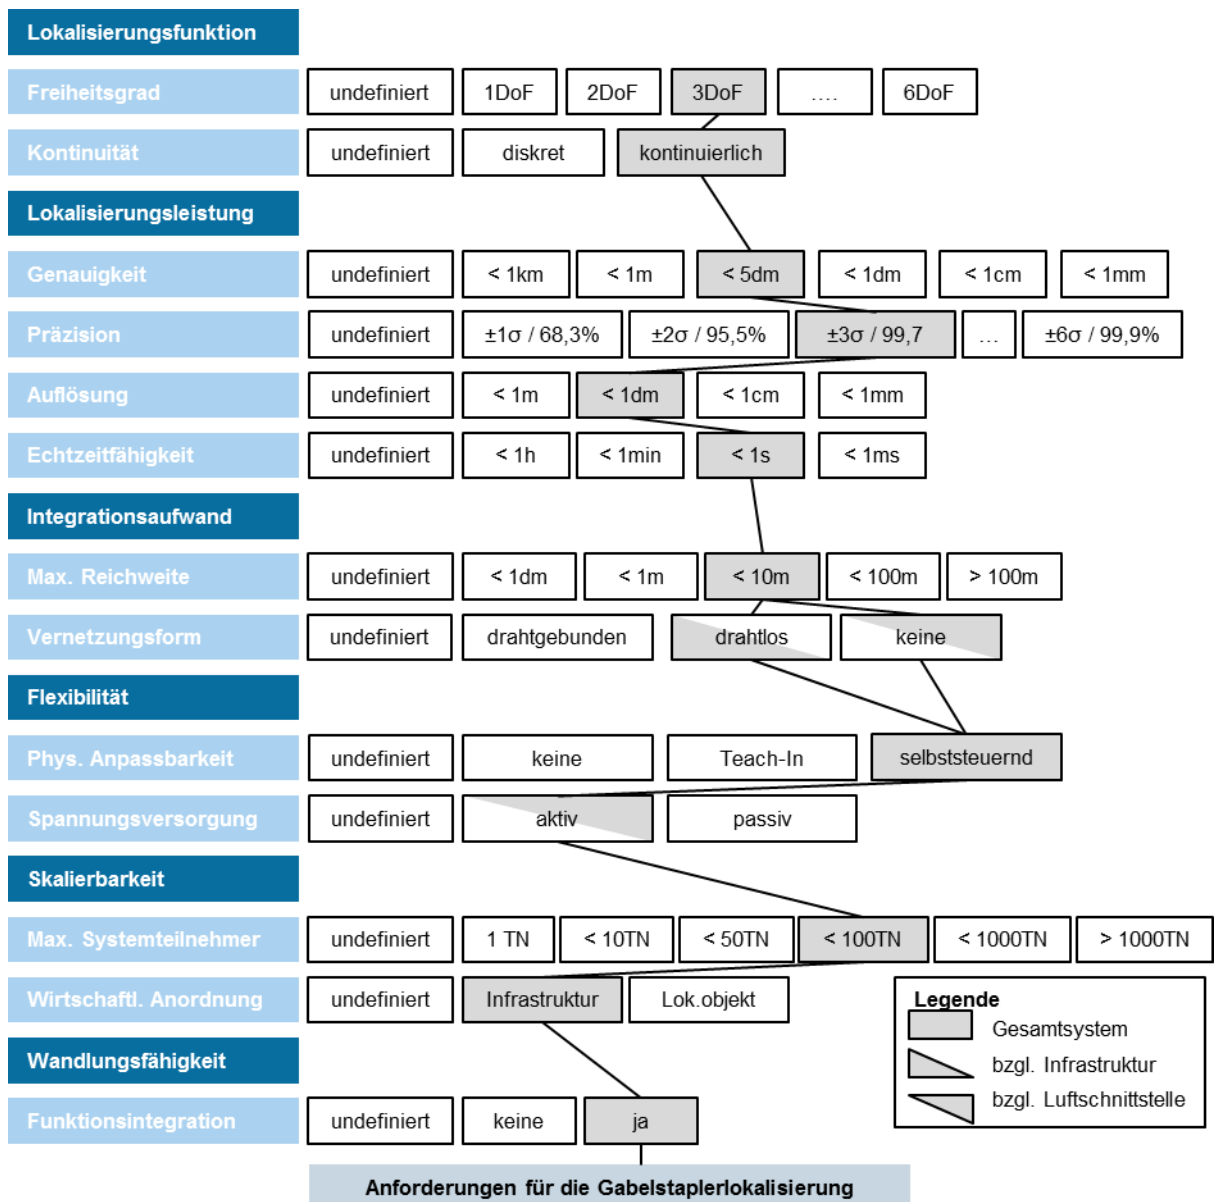 Lokalisierungsfunktion
Freiheitsgrad undefiniert 1DoF 2DoF 3DoF .... 6DoF
Kontinuität undefiniert diskret kontinuierlich
Lokalisierungsleistung
Genauigkeit undefiniert < 1km < 1m < 5dm < 1dm < 1cm < 1mm
Präzision undefiniert ±1σ / 68,3% ±2σ / 95,5% ±3σ / 99,7 ... ±6σ / 99,9%
Auflösung undefiniert < 1m < 1dm < 1cm < 1mm
Echtzeitfähigkeit undefiniert < 1h < 1min < 1s < 1ms
Integrationsaufwand
Max. Reichweite undefiniert < 1dm < 1m < 10m < 100m > 100m
Vernetzungsform undefiniert drahtgebunden drahtlos keine
Flexibilität
Phys. Anpassbarkeit undefiniert keine Teach-In selbststeuernd
Spannungsversorgung undefiniert aktiv passiv
Skalierbarkeit
Max. Systemteilnehmer undefiniert 1 TN < 10TN < 50TN < 100TN < 1000TN > 1000TN
Wirtschaftl. Anordnung undefiniert Infrastruktur Lok.objekt
Legende
Gesamtsystem
bzgl. Infrastruktur
bzgl. Luftschnittstelle
Wandlungsfähigkeit
Funktionsintegration undefiniert keine ja
Anforderungen für die Gabelstaplerlokalisierung